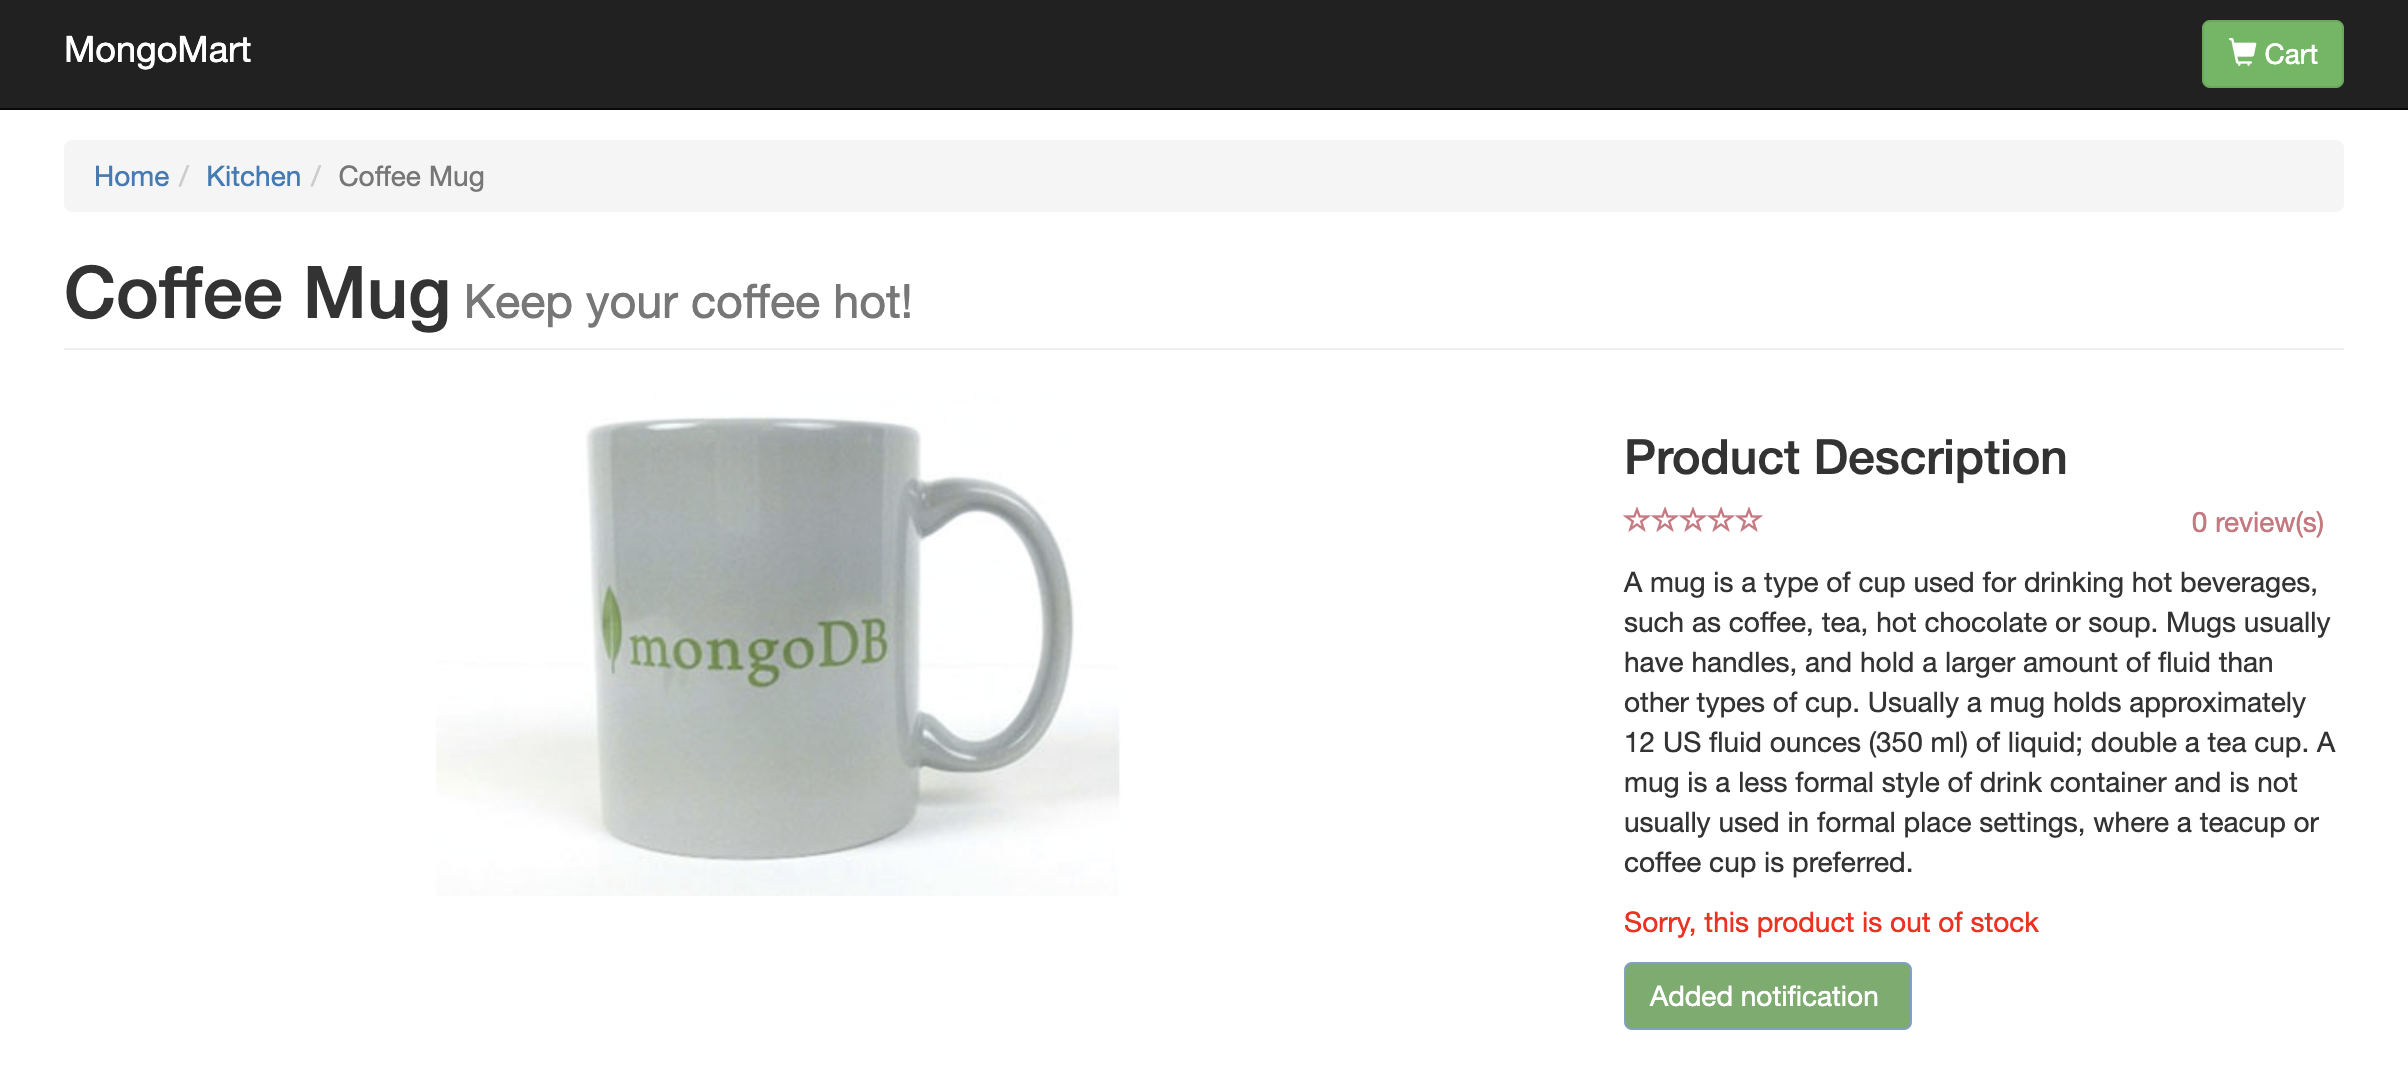 MongoMart
Cart
Home / Kitchen / Coffee Mug
Coffee Mug Keep your coffee hot!
mongoDB
Product Description
0 review(s)
A mug is a type of cup used for drinking hot beverages,
such as coffee, tea, hot chocolate or soup. Mugs usually
have handles, and hold a larger amount of fluid than
other types of cup. Usually a mug holds approximately
12 US fluid ounces (350 ml) of liquid; double a tea cup. A
mug is a less formal style of drink container and is not
usually used in formal place settings, where a teacup or
coffee cup is preferred.
Sorry, this product is out of stock
Added notification